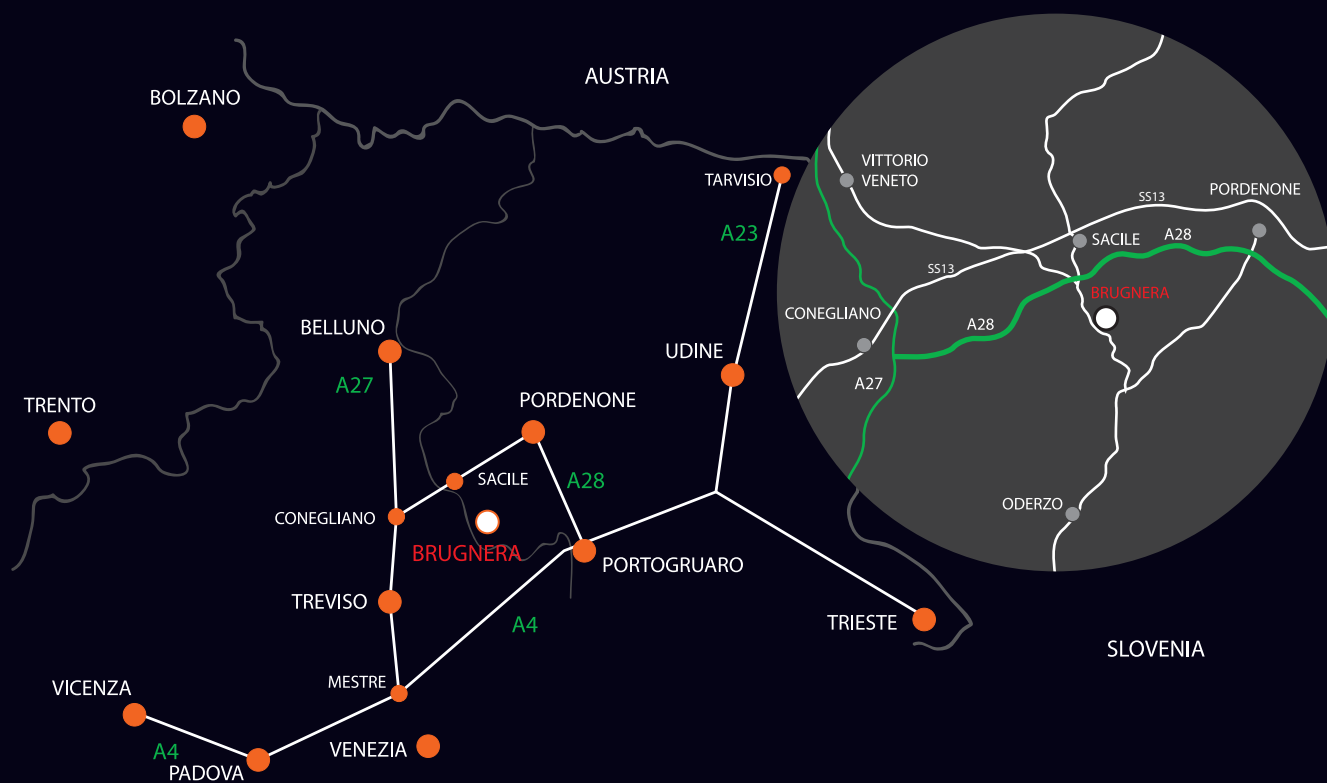 AUSTRIA
BOLZANO
TARVISIO
A23
BELLUNO
A27
UDINE
TRENTO
PORDENONE
SACILE
A28
CONEGLIANO
BRUGNERA
PORTOGRUARO
TREVISO
A4
TRIESTE
SLOVENIA
MESTRE
VICENZA
A4
PADOVA
VENEZIA
VITTORIO
VENETO
PORDENONE
SS13
SACILE
A28
SS13
BRUGNERA
CONEGLIANO
A28
A27
ODERZO